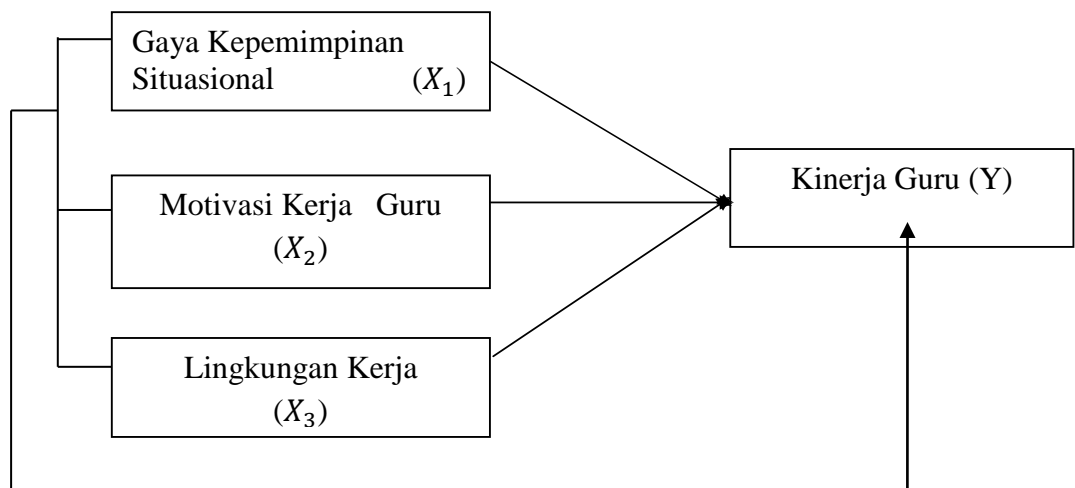 Gaya Kepemimpinan
Situasional (𝑋₁)
Motivasi Kerja Guru
(𝑋₂)
Lingkungan Kerja
(𝑋₃)
Kinerja Guru (Y)